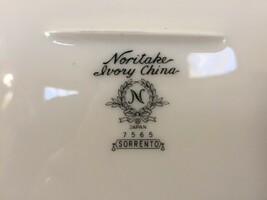 Noritake
Ivory China
N
JAPAN
7565
SORRENTO